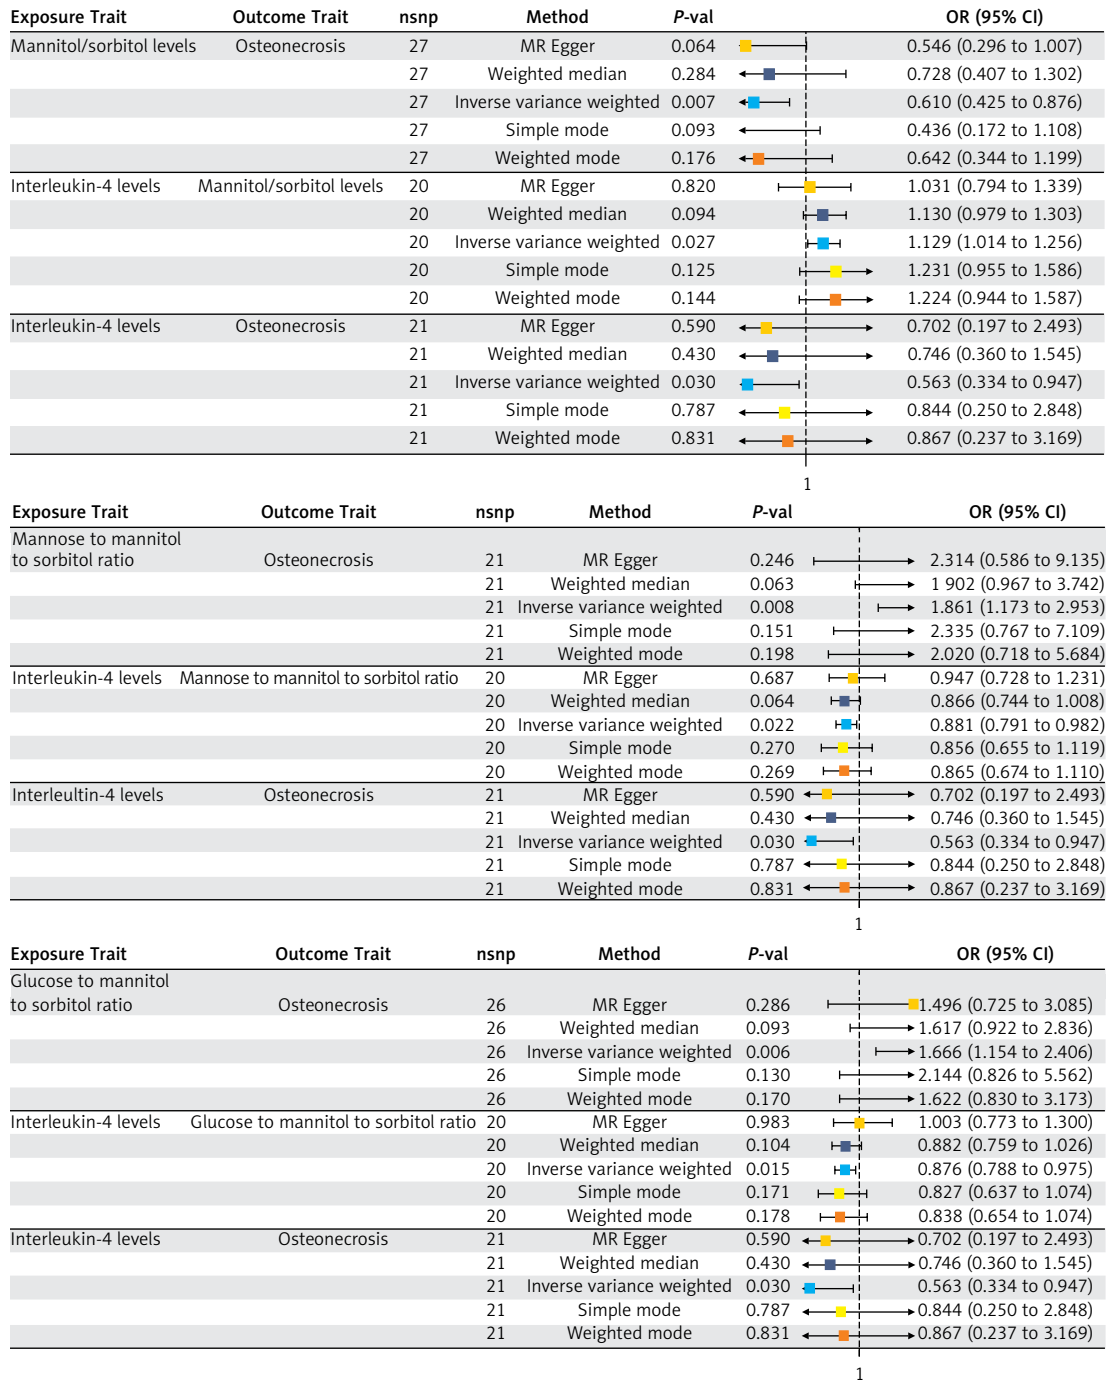 Exposure Trait Outcome Trait nsnp Method P-val OR (95% CI)
Mannitol/sorbitol levels Osteonecrosis 27 MR Egger 0.064 0.546 (0.296 to 1.007)
27 Weighted median 0.284 0.728 (0.407 to 1.302)
27 Inverse variance weighted 0.007 0.610 (0.425 to 0.876)
27 Simple mode 0.093 0.436 (0.172 to 1.108)
27 Weighted mode 0.176 0.642 (0.344 to 1.199)
Interleukin-4 levels Mannitol/sorbitol levels 20 MR Egger 0.820 1.031 (0.794 to 1.339)
20 Weighted median 0.094 1.130 (0.979 to 1.303)
20 Inverse variance weighted 0.027 1.129 (1.014 to 1.256)
20 Simple mode 0.125 1.231 (0.955 to 1.586)
20 Weighted mode 0.144 1.224 (0.944 to 1.587)
Interleukin-4 levels Osteonecrosis 21 MR Egger 0.590 0.702 (0.197 to 2.493)
21 Weighted median 0.430 0.746 (0.360 to 1.545)
21 Inverse variance weighted 0.030 0.563 (0.334 to 0.947)
21 Simple mode 0.787 0.844 (0.250 to 2.848)
21 Weighted mode 0.831 0.867 (0.237 to 3.169)
1
Exposure Trait Outcome Trait nsnp Method P-val OR (95% CI)
Mannose to mannitol
to sorbitol ratio Osteonecrosis 21 MR Egger 0.246 2.314 (0.586 to 9.135)
21 Weighted median 0.063 1 902 (0.967 to 3.742)
21 Inverse variance weighted 0.008 1.861 (1.173 to 2.953)
21 Simple mode 0.151 2.335 (0.767 to 7.109)
21 Weighted mode 0.198 2.020 (0.718 to 5.684)
Interleukin-4 levels Mannose to mannitol to sorbitol ratio 20 MR Egger 0.687 0.947 (0.728 to 1.231)
20 Weighted median 0.064 0.866 (0.744 to 1.008)
20 Inverse variance weighted 0.022 0.881 (0.791 to 0.982)
20 Simple mode 0.270 0.856 (0.655 to 1.119)
20 Weighted mode 0.269 0.865 (0.674 to 1.110)
Interleultin-4 levels Osteonecrosis 21 MR Egger 0.590 0.702 (0.197 to 2.493)
21 Weighted median 0.430 0.746 (0.360 to 1.545)
21 Inverse variance weighted 0.030 0.563 (0.334 to 0.947)
21 Simple mode 0.787 0.844 (0.250 to 2.848)
21 Weighted mode 0.831 0.867 (0.237 to 3.169)
1
Exposure Trait Outcome Trait nsnp Method P-val OR (95% CI)
Glucose to mannitol
to sorbitol ratio Osteonecrosis 26 MR Egger 0.286 1.496 (0.725 to 3.085)
26 Weighted median 0.093 1.617 (0.922 to 2.836)
26 Inverse variance weighted 0.006 1.666 (1.154 to 2.406)
26 Simple mode 0.130 2.144 (0.826 to 5.562)
26 Weighted mode 0.170 1.622 (0.830 to 3.173)
Interleukin-4 levels Glucose to mannitol to sorbitol ratio 20 MR Egger 0.983 1.003 (0.773 to 1.300)
20 Weighted median 0.104 0.882 (0.759 to 1.026)
20 Inverse variance weighted 0.015 0.876 (0.788 to 0.975)
20 Simple mode 0.171 0.827 (0.637 to 1.074)
20 Weighted mode 0.178 0.838 (0.654 to 1.074)
Interleukin-4 levels Osteonecrosis 21 MR Egger 0.590 0.702 (0.197 to 2.493)
21 Weighted median 0.430 0.746 (0.360 to 1.545)
21 Inverse variance weighted 0.030 0.563 (0.334 to 0.947)
21 Simple mode 0.787 0.844 (0.250 to 2.848)
21 Weighted mode 0.831 0.867 (0.237 to 3.169)
1